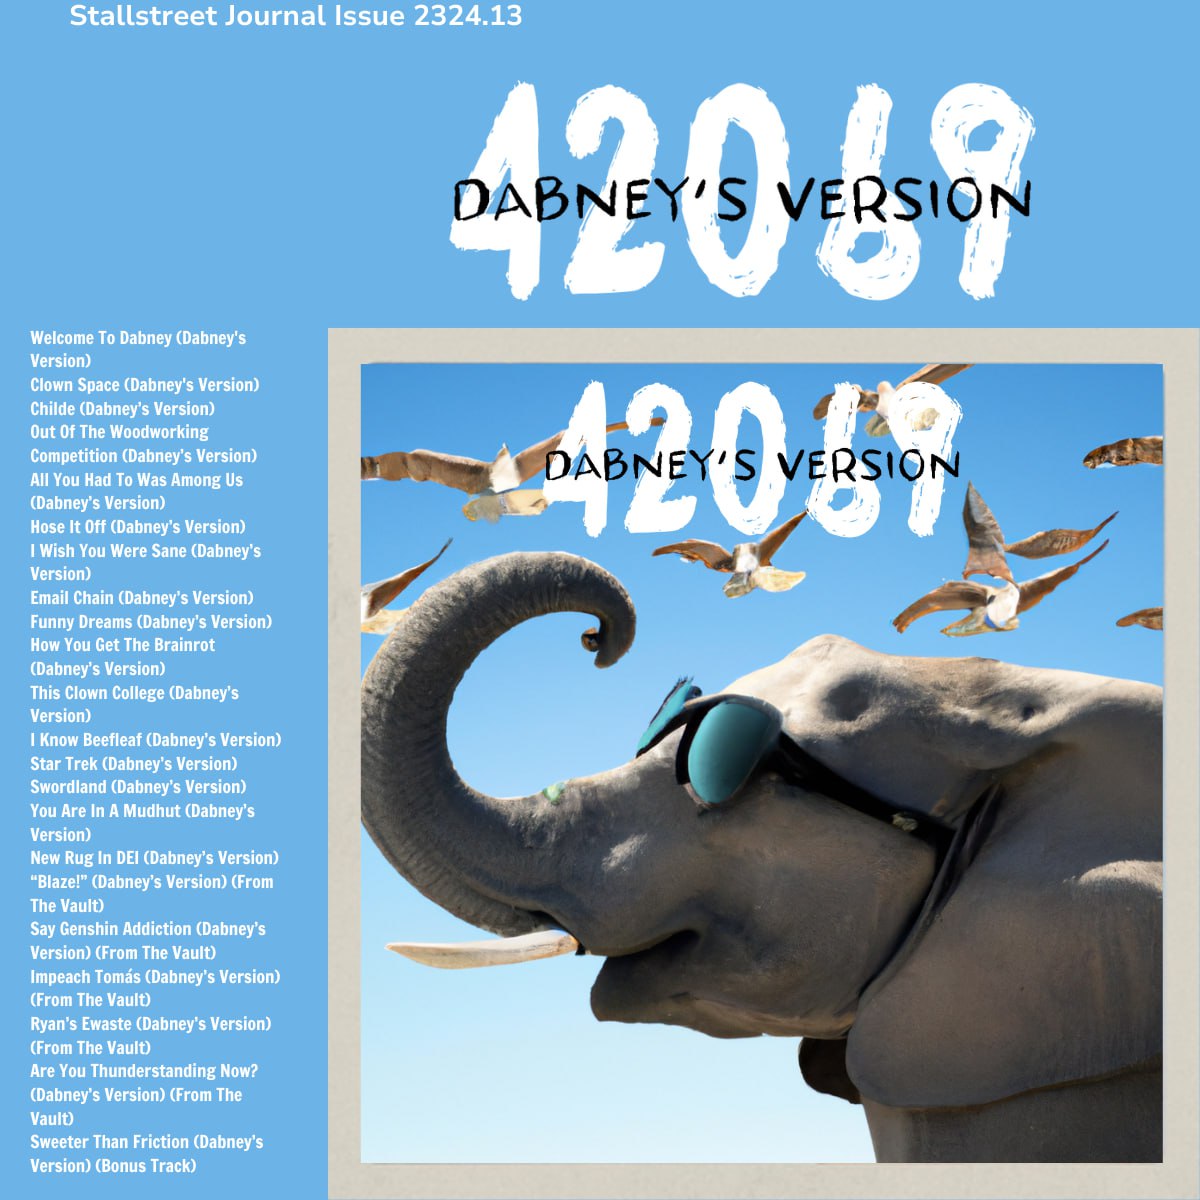 Stallstreet Journal Issue 2324.13
42069
DABNEY'S VERSION
Welcome To Dabney (Dabney's
Version)
Clown Space (Dabney's Version)
Childe (Dabney's Version)
Out Of The Woodworking
Competition (Dabney's Version)
All You Had To Was Among Us
(Dabney's Version)
Hose It Off (Dabney's Version)
I Wish You Were Sane (Dabney's
Version)
Email Chain (Dabney's Version)
Funny Dreams (Dabney's Version)
How You Get The Brainrot
(Dabney's Version)
This Clown College (Dabney's
Version)
I Know Beefleaf (Dabney's Version)
Star Trek (Dabney's Version)
Swordland (Dabney's Version)
You Are In A Mudhut (Dabney's
Version)
New Rug In DEI (Dabney's Version)
“Blaze!” (Dabney's Version) (From
The Vault)
Say Genshin Addiction (Dabney's
Version) (From The Vault)
Impeach Tomás (Dabney's Version)
(From The Vault)
Ryan's Ewaste (Dabney's Version)
(From The Vault)
Are You Thunderstanding Now?
(Dabney's Version) (From The
Vault)
Sweeter Than Friction (Dabney's
Version) (Bonus Track)
42069
DABNEY'S VERSION